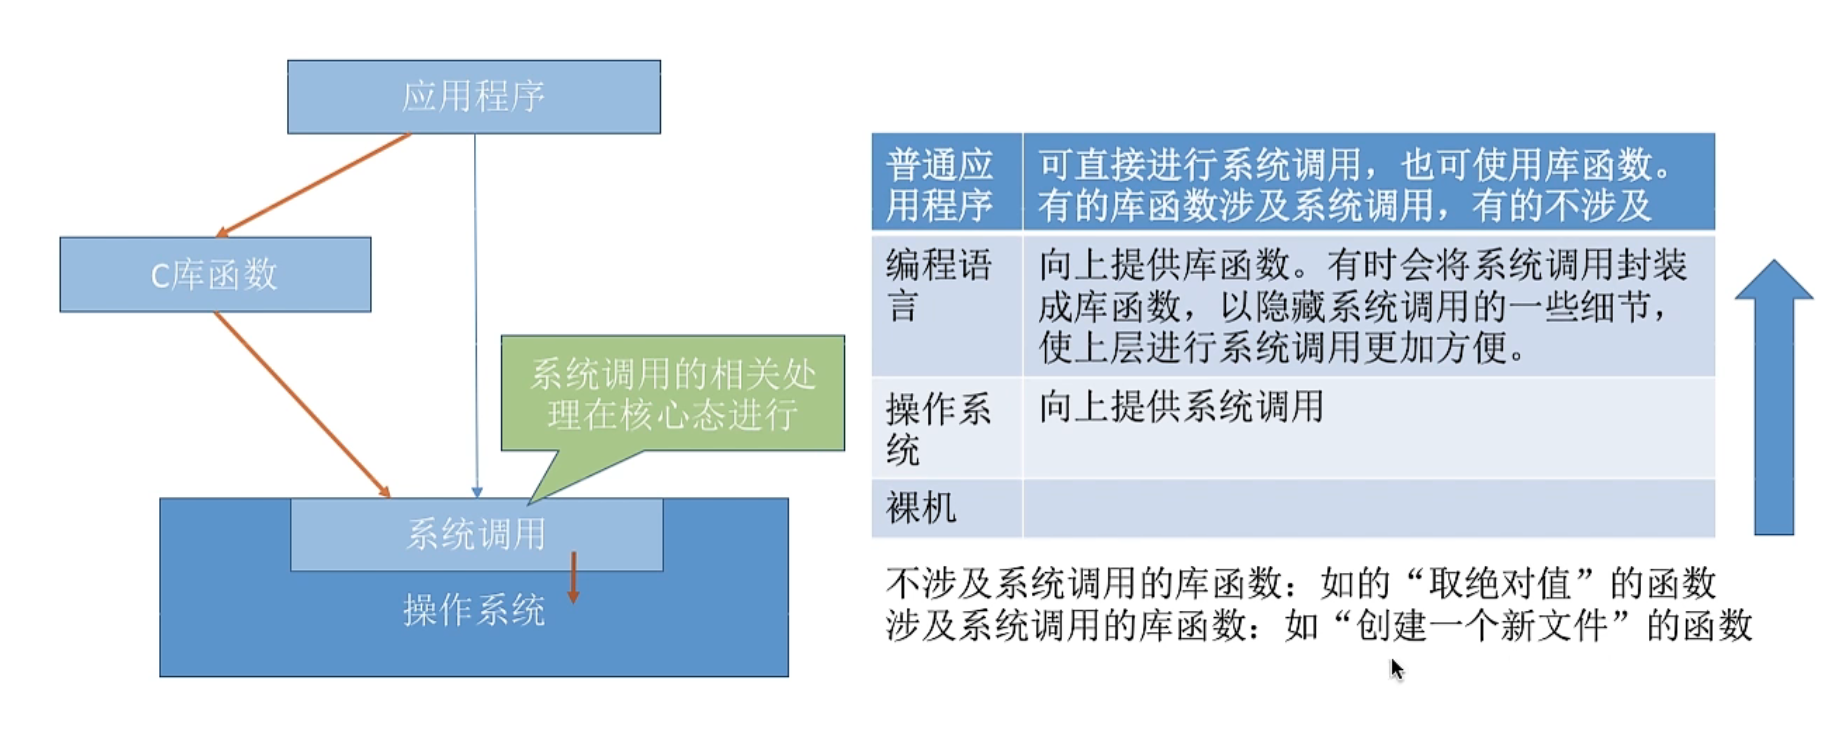 应用程序
C库函数
系统调用的相关处
理在核心态进行
系统调用
操作系统
普通应
用程序
可直接进行系统调用，也可使用库函数。
有的库函数涉及系统调用，有的不涉及
编程语
言
向上提供库函数。有时会将系统调用封装
成库函数，以隐藏系统调用的一些细节，
使上层进行系统调用更加方便。
操作系
统
向上提供系统调用
裸机
不涉及系统调用的库函数：如的“取绝对值”的函数
涉及系统调用的库函数：如“创建一个新文件”的函数